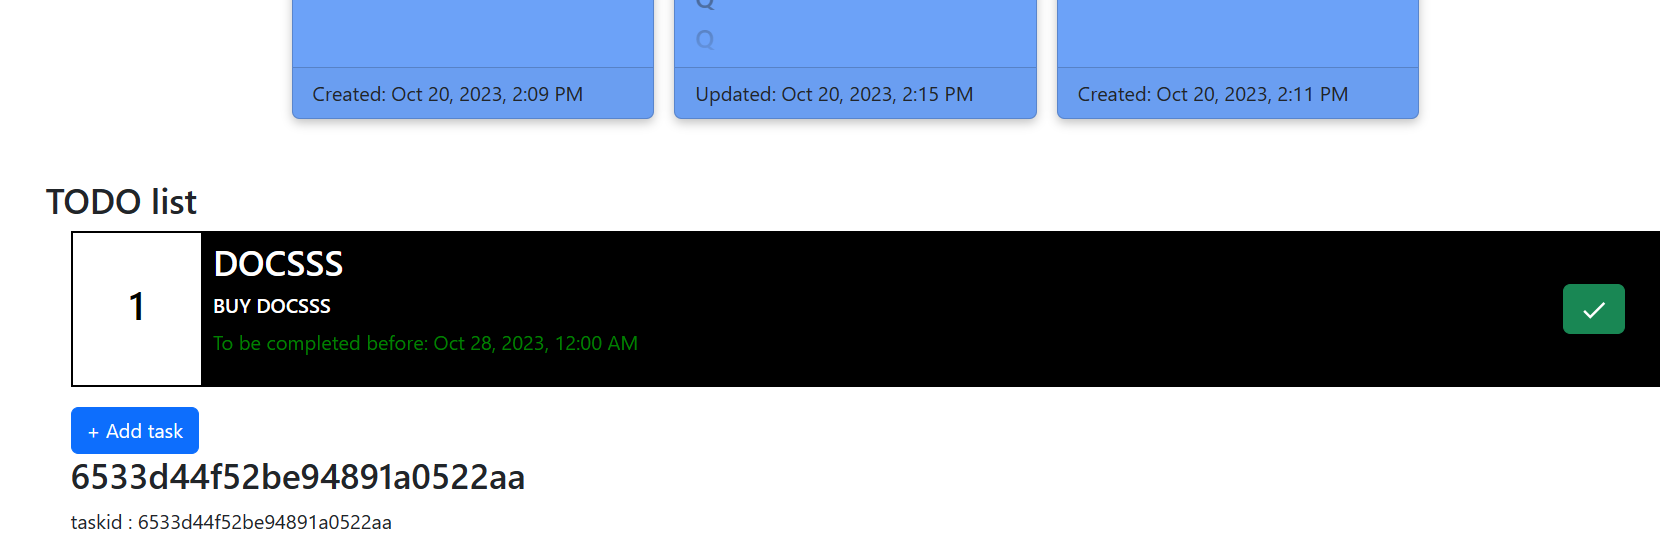 Q
Q
Created: Oct 20, 2023, 2:09 PM
Updated: Oct 20, 2023, 2:15 PM
Created: Oct 20, 2023, 2:11 PM
TODO list
1
DOCSSS
BUY DOCSSS
To be completed before: Oct 28, 2023, 12:00 AM
+ Add task
6533d44f52be94891a0522aa
taskid : 6533d44f52be94891a0522aa